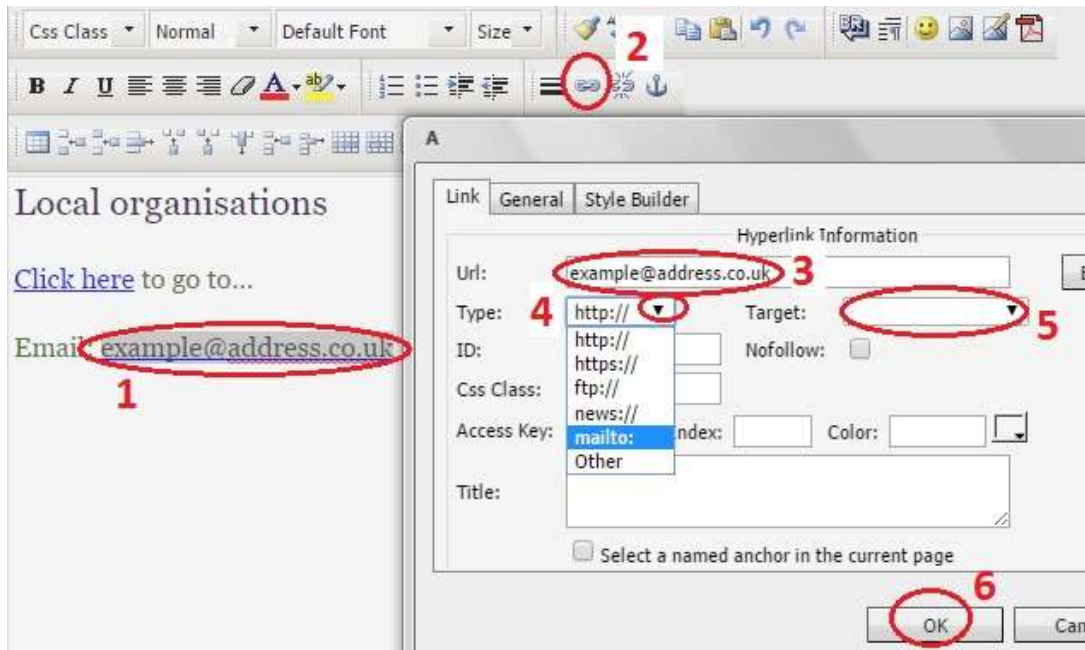 Css Class Normal Default Font Size
2
B I U A ab
A
Link General Style Builder
Local organisations
Hyperlink Information
Click here to go to...
Url: example@address.co.uk 3
4 Type: http:// Target: 5
Email: example@address.co.uk
1
http://
ID: Nofollow:
https://
Css Class: ftp://
news://
Access Key: mailto: ndex: Color:
Other
Title:
Select a named anchor in the current page
6
OK